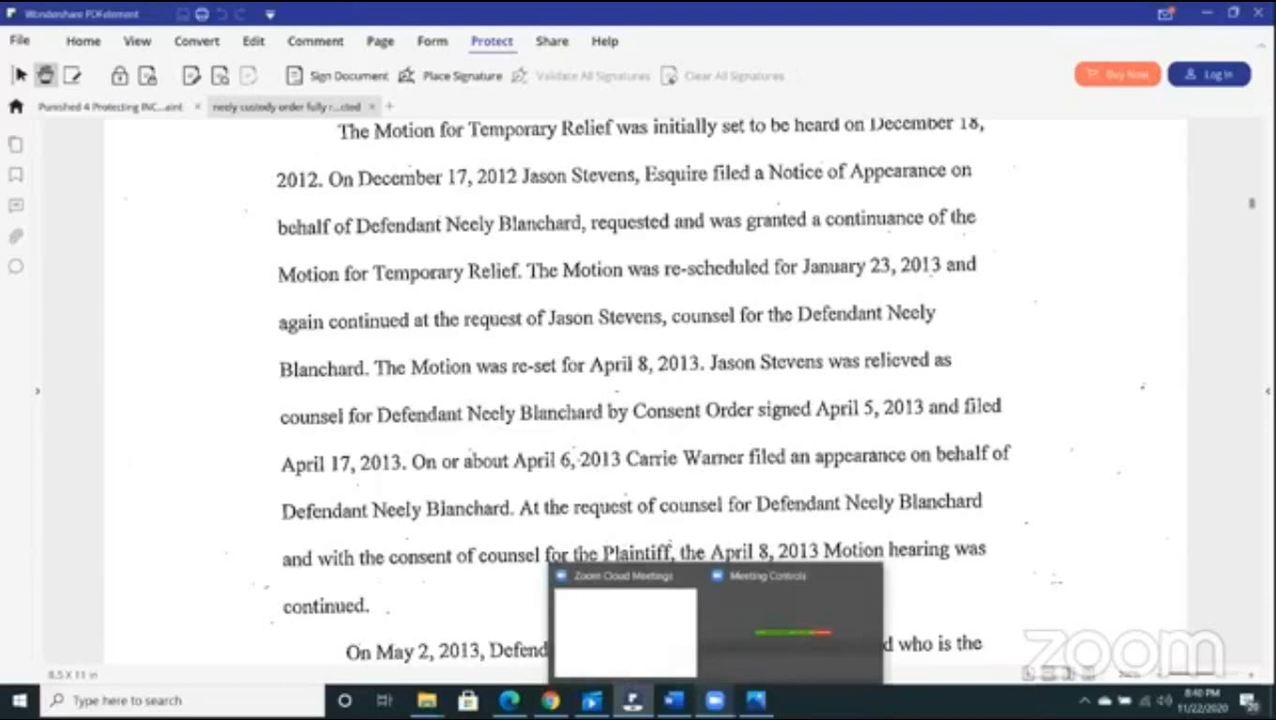 Wondershare PDFelement
File Home View Convert Edit Comment Page Form Protect Share Help
Sign Document Place Signature Validate All Signatures Clear All Signatures Buy Now Log In
Punished 4 Protecting INC...aint × neely custody order fully r...cted × +
The Motion for Temporary Relief was initially set to be heard on December 18,
2012. On December 17, 2012 Jason Stevens, Esquire filed a Notice of Appearance on
behalf of Defendant Neely Blanchard, requested and was granted a continuance of the
Motion for Temporary Relief. The Motion was re-scheduled for January 23, 2013 and
again continued at the request of Jason Stevens, counsel for the Defendant Neely
Blanchard. The Motion was re-set for April 8, 2013. Jason Stevens was relieved as
counsel for Defendant Neely Blanchard by Consent Order signed April 5, 2013 and filed
April 17, 2013. On or about April 6, 2013 Carrie Warner filed an appearance on behalf of
Defendant Neely Blanchard. At the request of counsel for Defendant Neely Blanchard
and with the consent of counsel for the Plaintiff, the April 8, 2013 Motion hearing was
continued.
Zoom Cloud Meetings Meeting Controls
On May 2, 2013, Defend d who is the
zoom
8.5 X 11 in
Type here to search
8:40 PM
11/22/2020